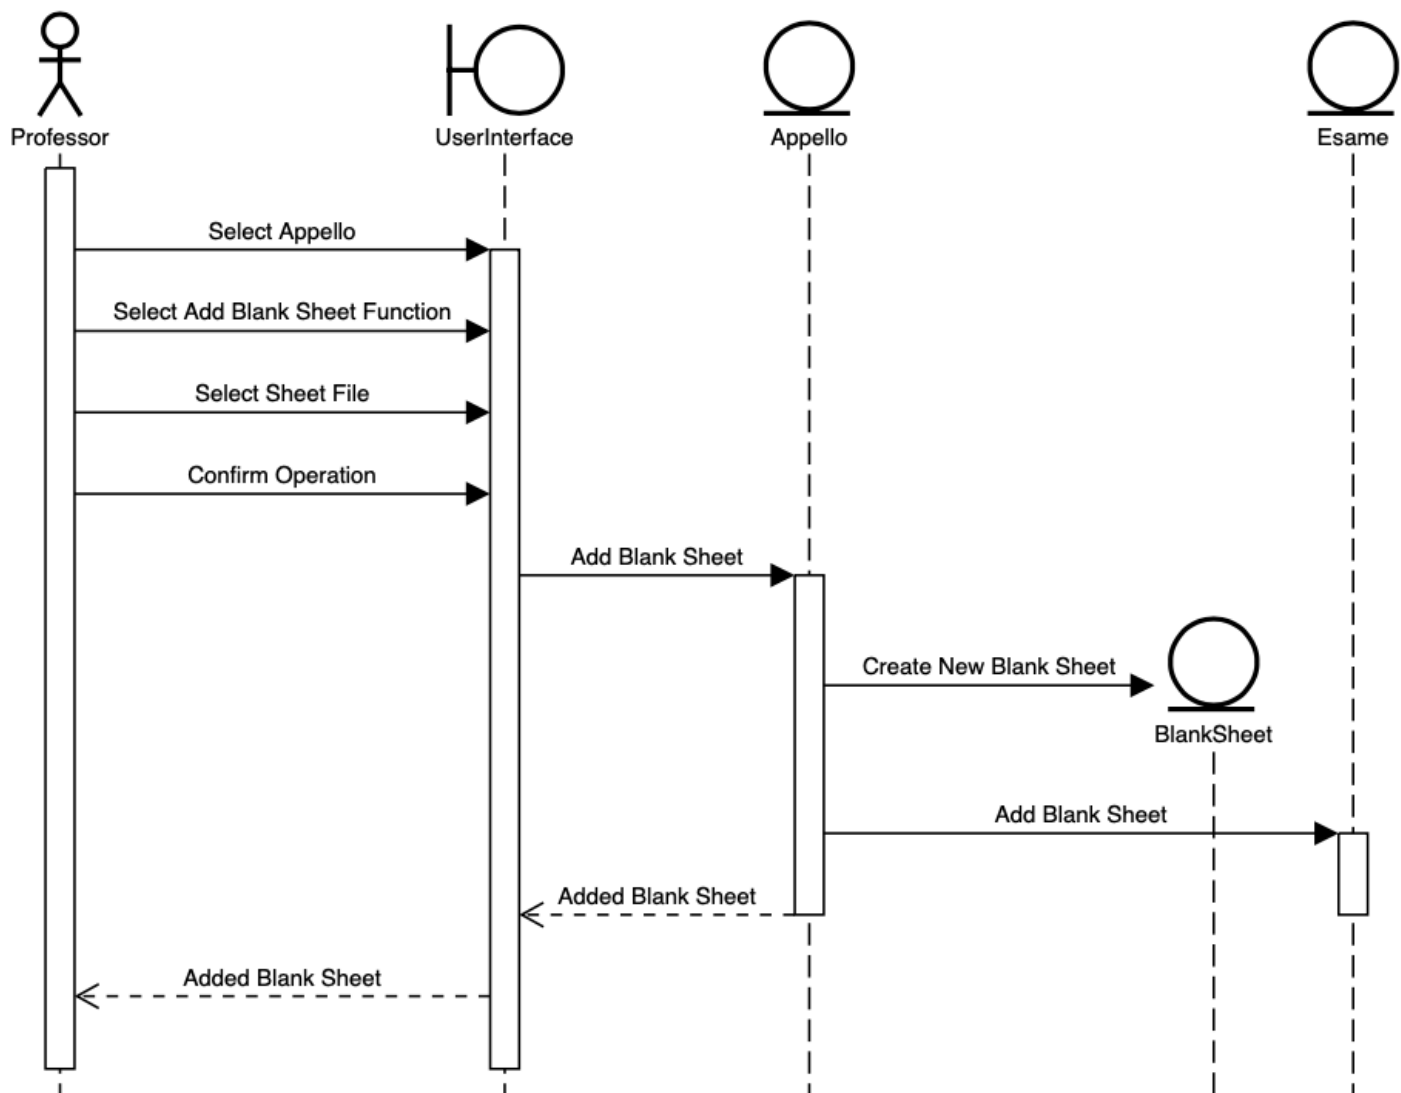 Professor
UserInterface
Appello
Esame
Select Appello
Select Add Blank Sheet Function
Select Sheet File
Confirm Operation
Add Blank Sheet
Create New Blank Sheet
BlankSheet
Add Blank Sheet
Added Blank Sheet
Added Blank Sheet